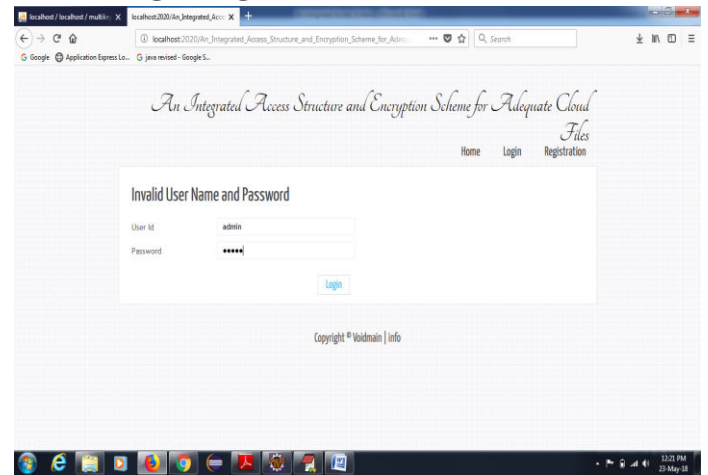 localhost / localhost / multikey
localhost:2020/An_Integrated_Acce
localhost:2020/An_Integrated_Access_Structure_and_Encryption_Scheme_for_Adeq
Search
Google
Application Express Lo...
java revised - Google S...
An Integrated Access Structure and Encryption Scheme for Adequate Cloud
Files
Home Login Registration
Invalid User Name and Password
User Id admin
Password •••••
Login
Copyright © Voidmain | info
12:21 PM
23-May-18